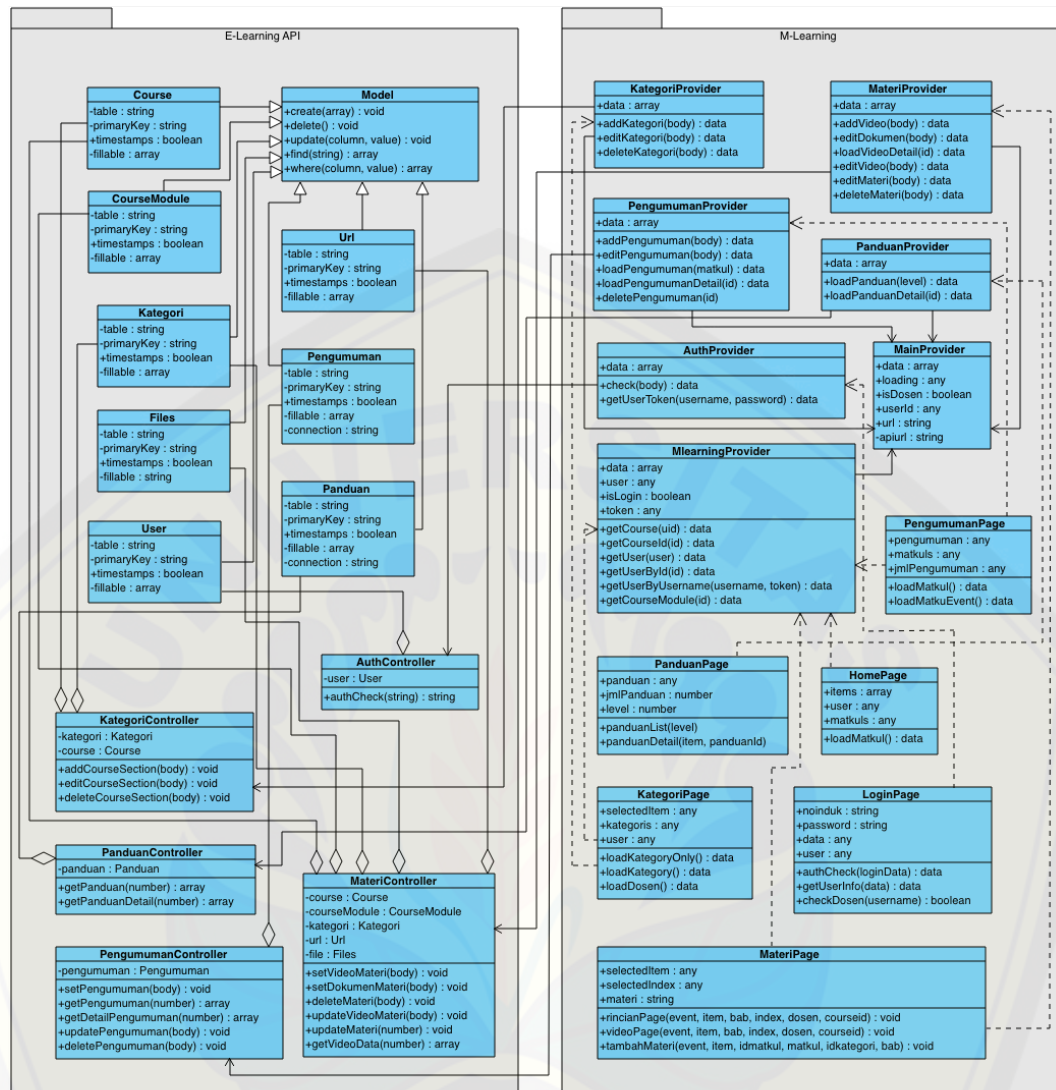 E-Learning API
Course
-table : string
-primaryKey : string
+timestamps : boolean
-fillable : array
Model
+create(array) : void
+delete() : void
+update(column, value) : void
+find(string) : array
+where(column, value) : array
CourseModule
-table : string
-primaryKey : string
+timestamps : boolean
-fillable : array
Url
-table : string
-primaryKey : string
+timestamps : boolean
-fillable : array
Kategori
-table : string
-primaryKey : string
+timestamps : boolean
-fillable : array
Pengumuman
-table : string
-primaryKey : string
+timestamps : boolean
-fillable : array
-connection : string
Files
-table : string
-primaryKey : string
+timestamps : boolean
-fillable : string
Panduan
-table : string
-primaryKey : string
+timestamps : boolean
-fillable : array
-connection : string
User
-table : string
-primaryKey : string
+timestamps : boolean
-fillable : array
AuthController
-user : User
+authCheck(string) : string
KategoriController
-kategori : Kategori
-course : Course
+addCourseSection(body) : void
+editCourseSection(body) : void
+deleteCourseSection(body) : void
PanduanController
-panduan : Panduan
+getPanduan(number) : array
+getPanduanDetail(number) : array
MateriController
-course : Course
-courseModule : CourseModule
-kategori : Kategori
-url : Url
-file : Files
+setVideoMateri(body) : void
+setDokumenMateri(body) : void
+deleteMateri(body) : void
+updateVideoMateri(body) : void
+updateMateri(number) : void
+getVideoData(number) : array
PengumumanController
-pengumuman : Pengumuman
+setPengumuman(body) : void
+getPengumuman(number) : array
+getDetailPengumuman(number) : array
+updatePengumuman(body) : void
+deletePengumuman(body) : void
M-Learning
KategoriProvider
+data : array
+addKategori(body) : data
+editKategori(body) : data
+deleteKategori(body) : data
MateriProvider
+data : array
+addVideo(body) : data
+editDokumen(body) : data
+loadVideoDetail(id) : data
+editVideo(body) : data
+editMateri(body) : data
+deleteMateri(body) : data
PengumumanProvider
+data : array
+addPengumuman(body) : data
+editPengumuman(body) : data
+loadPengumuman(matkul) : data
+loadPengumumanDetail(id) : data
+deletePengumuman(id)
PanduanProvider
+data : array
+loadPanduan(level) : data
+loadPanduanDetail(id) : data
AuthProvider
+data : array
+check(body) : data
+getUserToken(username, password) : data
MainProvider
+data : array
+loading : any
+isDosen : boolean
+userId : any
+url : string
-apiurl : string
MlearningProvider
+data : array
+user : any
+isLogin : boolean
+token : any
+getCourse(uid) : data
+getCourseId(id) : data
+getUser(user) : data
+getUserById(id) : data
+getUserByUsername(username, token) : data
+getCourseModule(id) : data
PengumumanPage
+pengumuman : any
+matkuls : any
+jmlPengumuman : any
+loadMatkul() : data
+loadMatkuEvent() : data
PanduanPage
+panduan : any
+jmlPanduan : number
+level : number
+panduanList(level)
+panduanDetail(item, panduanId)
HomePage
+items : array
+user : any
+matkuls : any
+loadMatkul() : data
KategoriPage
+selectedItem : any
+kategoris : any
+user : any
+loadKategoryOnly() : data
+loadKategory() : data
+loadDosen() : data
LoginPage
+noinduk : string
+password : string
+data : any
+user : any
+authCheck(loginData) : data
+getUserInfo(data) : data
+checkDosen(username) : boolean
MateriPage
+selectedItem : any
+selectedIndex : any
+materi : string
+rincianPage(event, item, bab, index, dosen, courseid) : void
+videoPage(event, item, bab, index, dosen, courseid) : void
+tambahMateri(event, item, idmatkul, matkul, idkategori, bab) : void